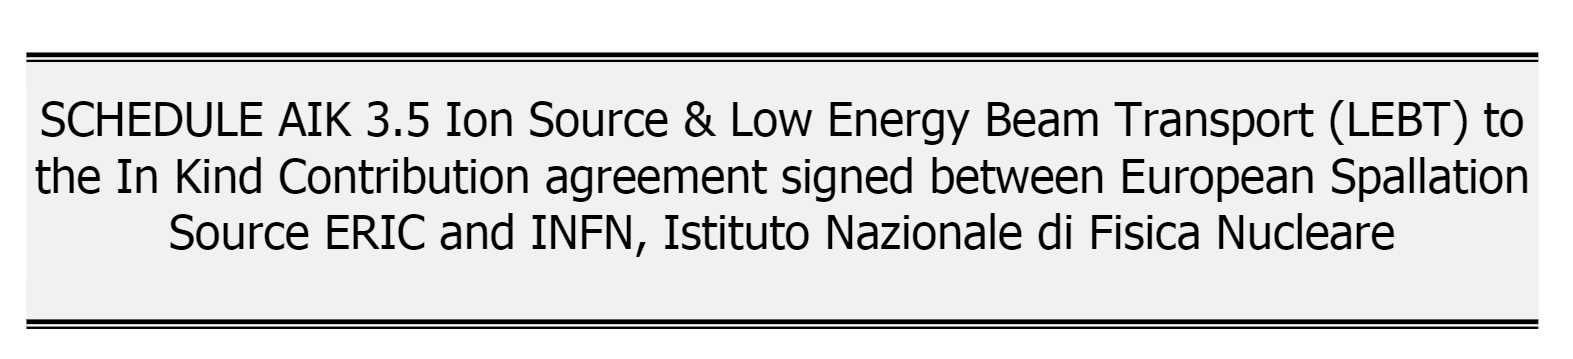 SCHEDULE AIK 3.5 Ion Source & Low Energy Beam Transport (LEBT) to
the In Kind Contribution agreement signed between European Spallation
Source ERIC and INFN, Istituto Nazionale di Fisica Nucleare